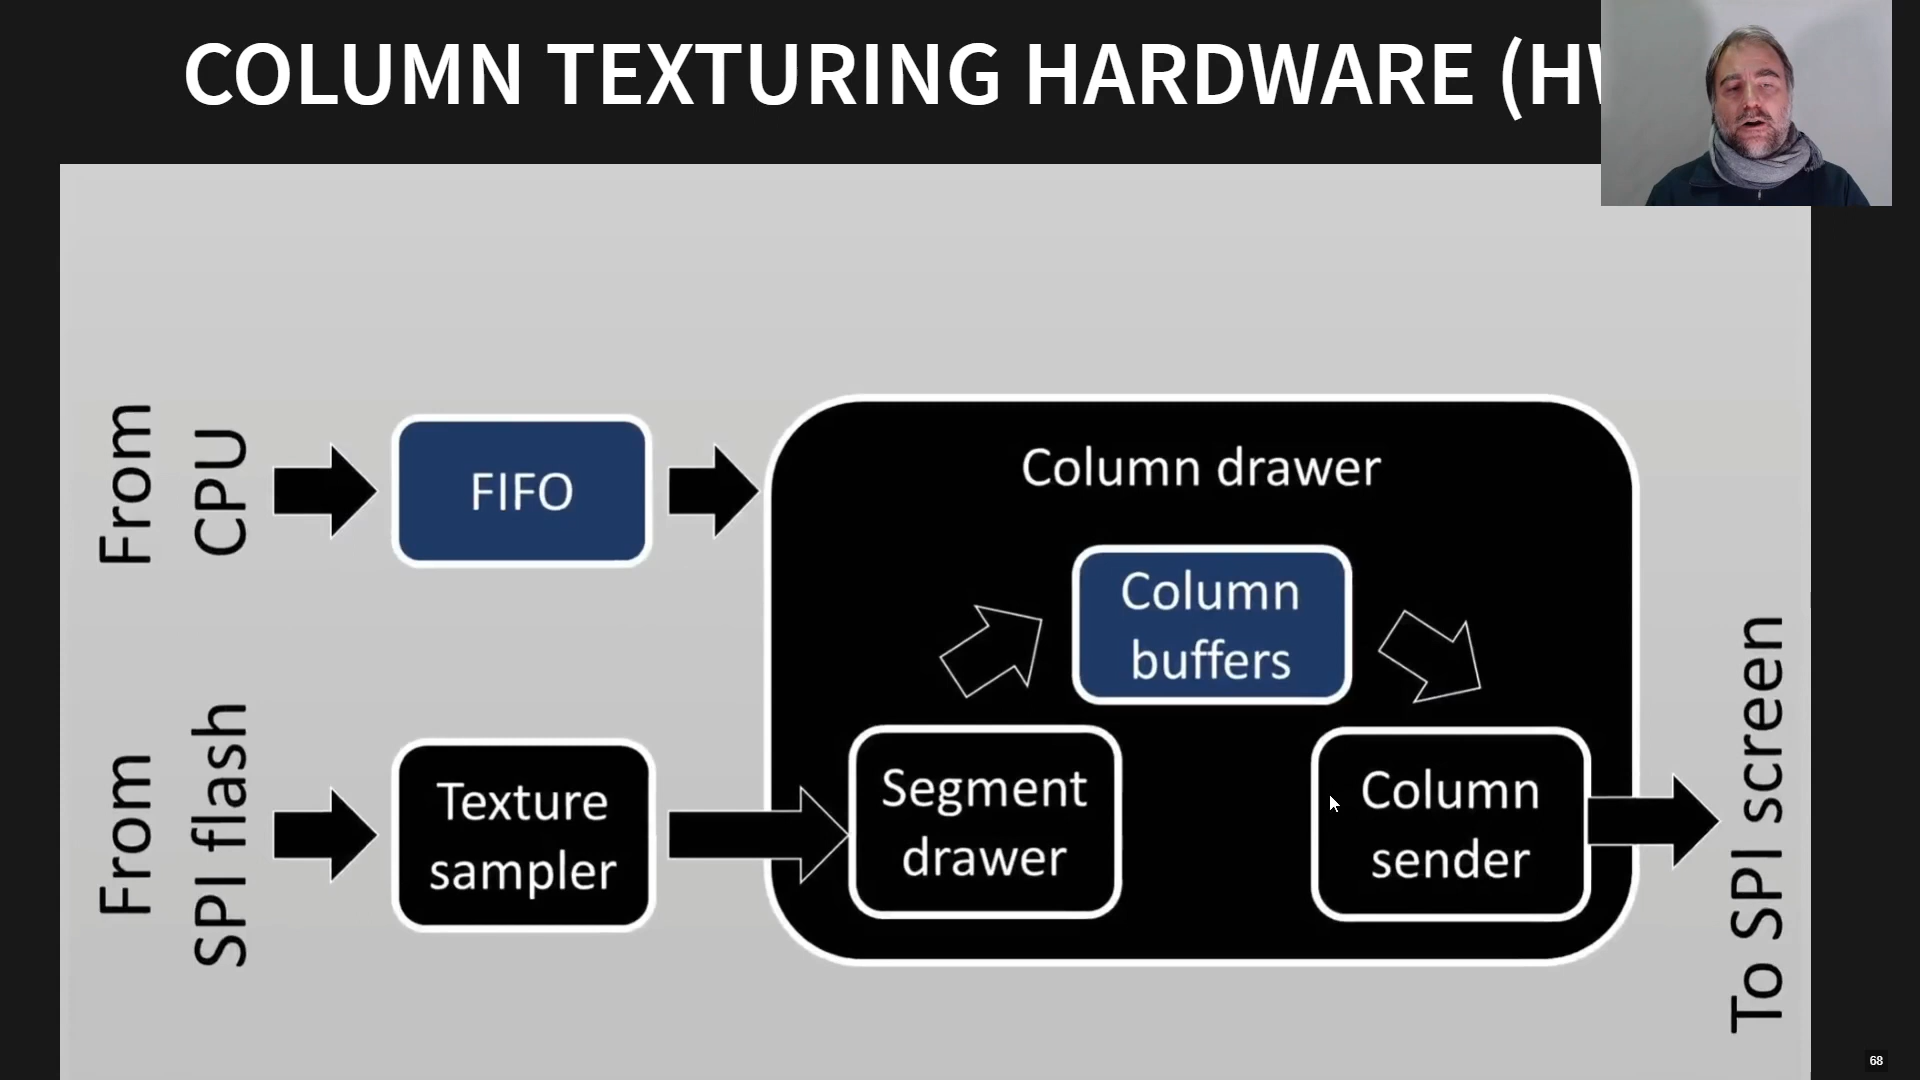 COLUMN TEXTURING HARDWARE (H
From
CPU
FIFO
Column drawer
Column
buffers
From
SPI flash
Texture
sampler
Segment
drawer
Column
sender
To SPI screen
68